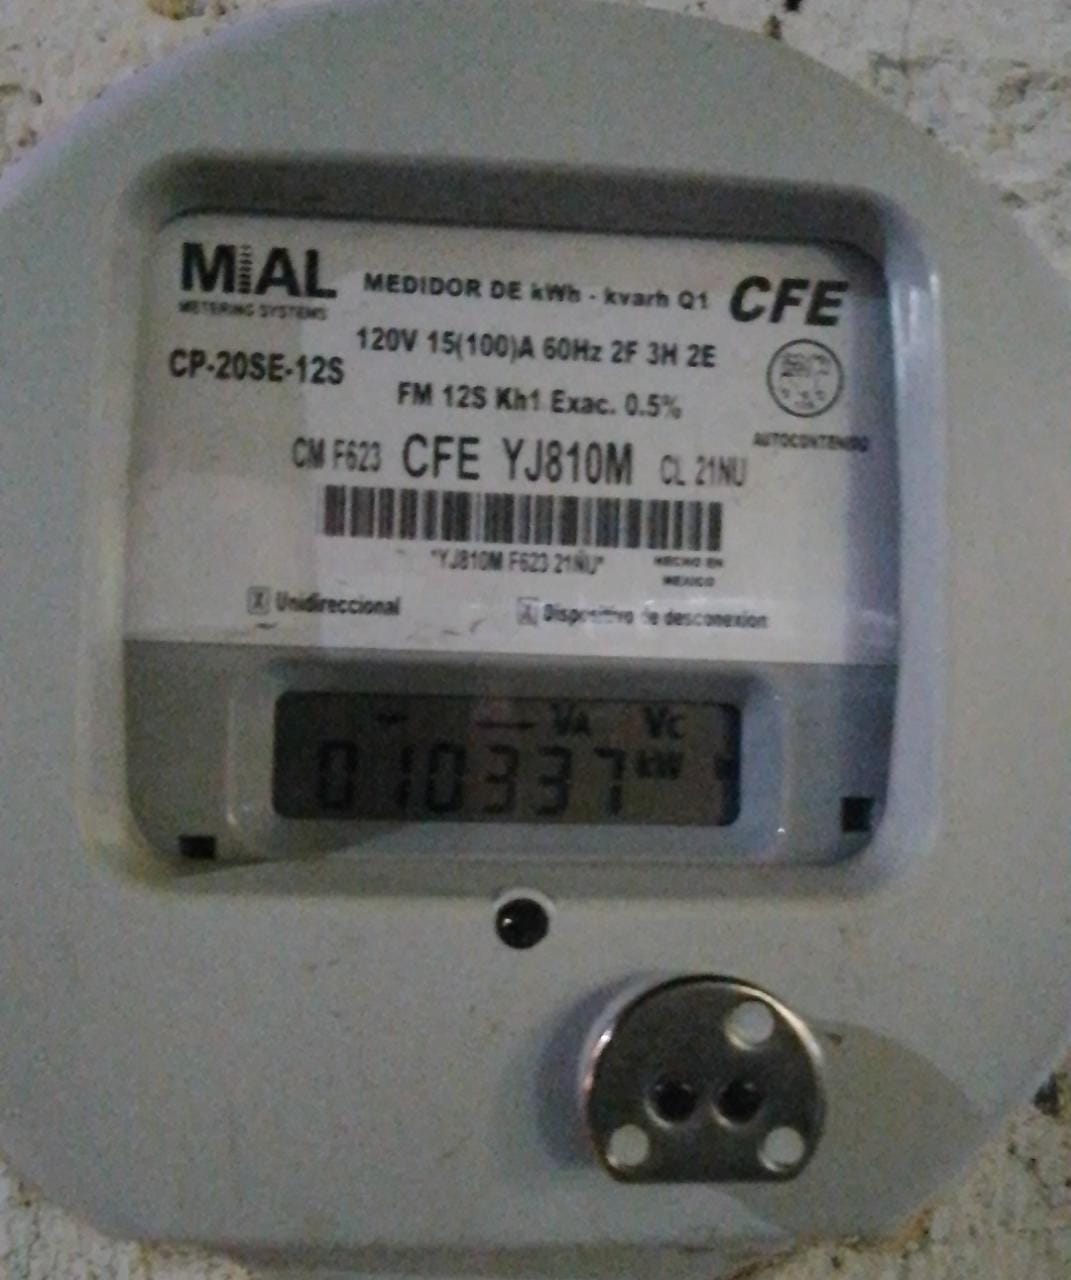 MIAL
METERING SYSTEMS
MEDIDOR DE kWh - kvarh Q1
CFE
CP-20SE-12S
120V 15(100)A 60Hz 2F 3H 2E
FM 12S Kh1 Exac. 0.5%
AUTOCONTENIDO
CM F623 CFE YJ810M CL 21NU
*YJ810M F623 21NU*
HECHO EN
MEXICO
X Unidireccional
X Dispositivo de desconexion
VA VC
010337 kW